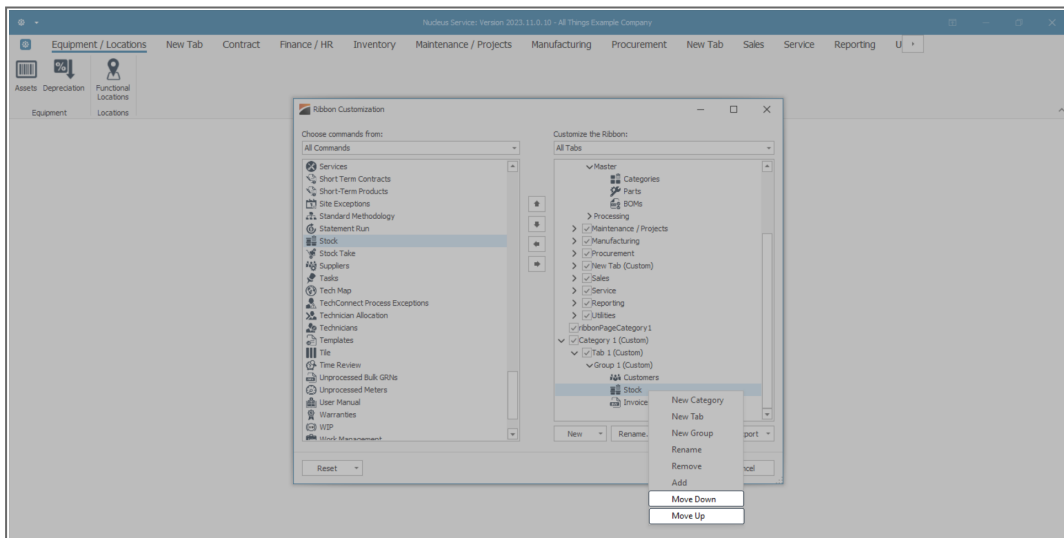 Nucleus Service: Version 2023.11.0.10 - All Things Example Company
Equipment / Locations New Tab Contract Finance / HR Inventory Maintenance / Projects Manufacturing Procurement New Tab Sales Service Reporting U
Assets Depreciation Functional Locations
Equipment Locations
Ribbon Customization
Choose commands from:
All Commands
Services
Short Term Contracts
Short-Term Products
Site Exceptions
Standard Methodology
Statement Run
Stock
Stock Take
Suppliers
Tasks
Tech Map
TechConnect Process Exceptions
Technician Allocation
Technicians
Templates
Tile
Time Review
Unprocessed Bulk GRNs
Unprocessed Meters
User Manual
Warranties
WIP
Work Management
Customize the Ribbon:
All Tabs
Master
Categories
Parts
BOMs
Processing
Maintenance / Projects
Manufacturing
Procurement
New Tab (Custom)
Sales
Service
Reporting
Utilities
ribbonPageCategory1
Category 1 (Custom)
Tab 1 (Custom)
Group 1 (Custom)
Customers
Stock
Invoice
New Rename. port
Reset ncel
New Category
New Tab
New Group
Rename
Remove
Add
Move Down
Move Up